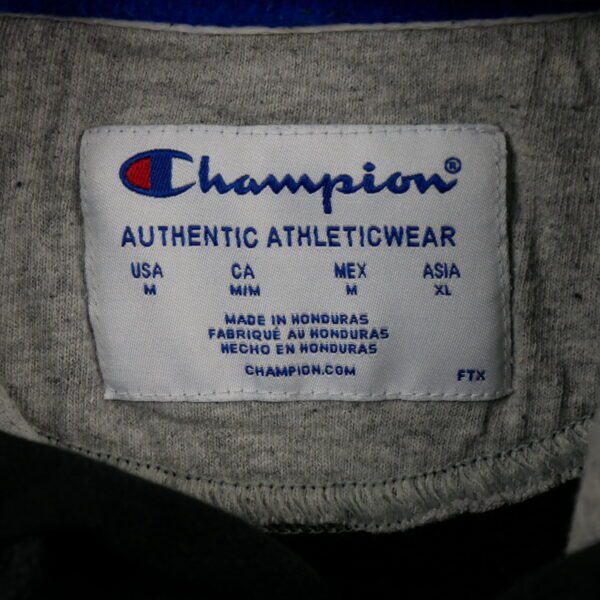 Champion®
AUTHENTIC ATHLETICWEAR
USA CA MEX ASIA
M M/M M XL
MADE IN HONDURAS
FABRIQUÉ AU HONDURAS
HECHO EN HONDURAS
CHAMPION.COM
FTX